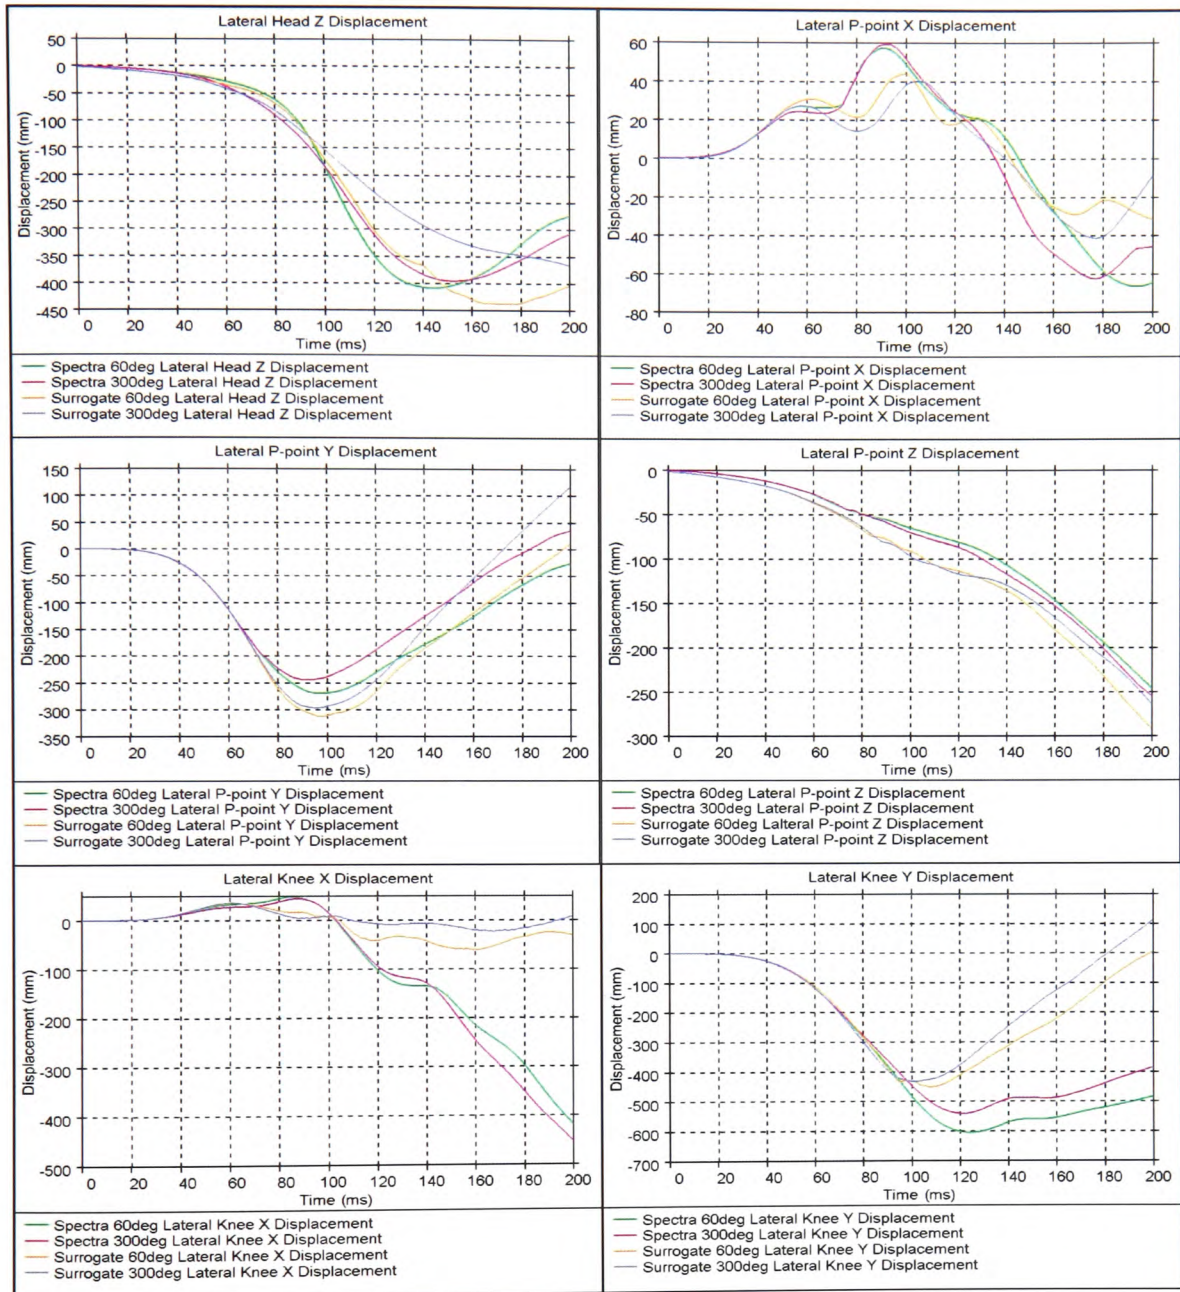 Lateral Head Z Displacement
Displacement (mm)
50
0
-50
-100
-150
-200
-250
-300
-350
-400
-450
0 20 40 60 80 100 120 140 160 180 200
Time (ms)
Spectra 60deg Lateral Head Z Displacement
Spectra 300deg Lateral Head Z Displacement
Surrogate 60deg Lateral Head Z Displacement
Surrogate 300deg Lateral Head Z Displacement
Lateral P-point X Displacement
Displacement (mm)
60
40
20
0
-20
-40
-60
-80
0 20 40 60 80 100 120 140 160 180 200
Time (ms)
Spectra 60deg Lateral P-point X Displacement
Spectra 300deg Lateral P-point X Displacement
Surrogate 60deg Lateral P-point X Displacement
Surrogate 300deg Lateral P-point X Displacement
Lateral P-point Y Displacement
Displacement (mm)
150
100
50
0
-50
-100
-150
-200
-250
-300
-350
0 20 40 60 80 100 120 140 160 180 200
Time (ms)
Spectra 60deg Lateral P-point Y Displacement
Spectra 300deg Lateral P-point Y Displacement
Surrogate 60deg Lateral P-point Y Displacement
Surrogate 300deg Lateral P-point Y Displacement
Lateral P-point Z Displacement
Displacement (mm)
0
-50
-100
-150
-200
-250
-300
0 20 40 60 80 100 120 140 160 180 200
Time (ms)
Spectra 60deg Lateral P-point Z Displacement
Spectra 300deg Lateral P-point Z Displacement
Surrogate 60deg Lalteral P-point Z Displacement
Surrogate 300deg Lateral P-point Z Displacement
Lateral Knee X Displacement
Displacement (mm)
0
-100
-200
-300
-400
-500
0 20 40 60 80 100 120 140 160 180 200
Time (ms)
Spectra 60deg Lateral Knee X Displacement
Spectra 300deg Lateral Knee X Displacement
Surrogate 60deg Lateral Knee X Displacement
Surrogate 300deg Lateral Knee X Displacement
Lateral Knee Y Displacement
Displacement (mm)
200
100
0
-100
-200
-300
-400
-500
-600
-700
0 20 40 60 80 100 120 140 160 180 200
Time (ms)
Spectra 60deg Lateral Knee Y Displacement
Spectra 300deg Lateral Knee Y Displacement
Surrogate 60deg Lateral Knee Y Displacement
Surrogate 300deg Lateral Knee Y Displacement